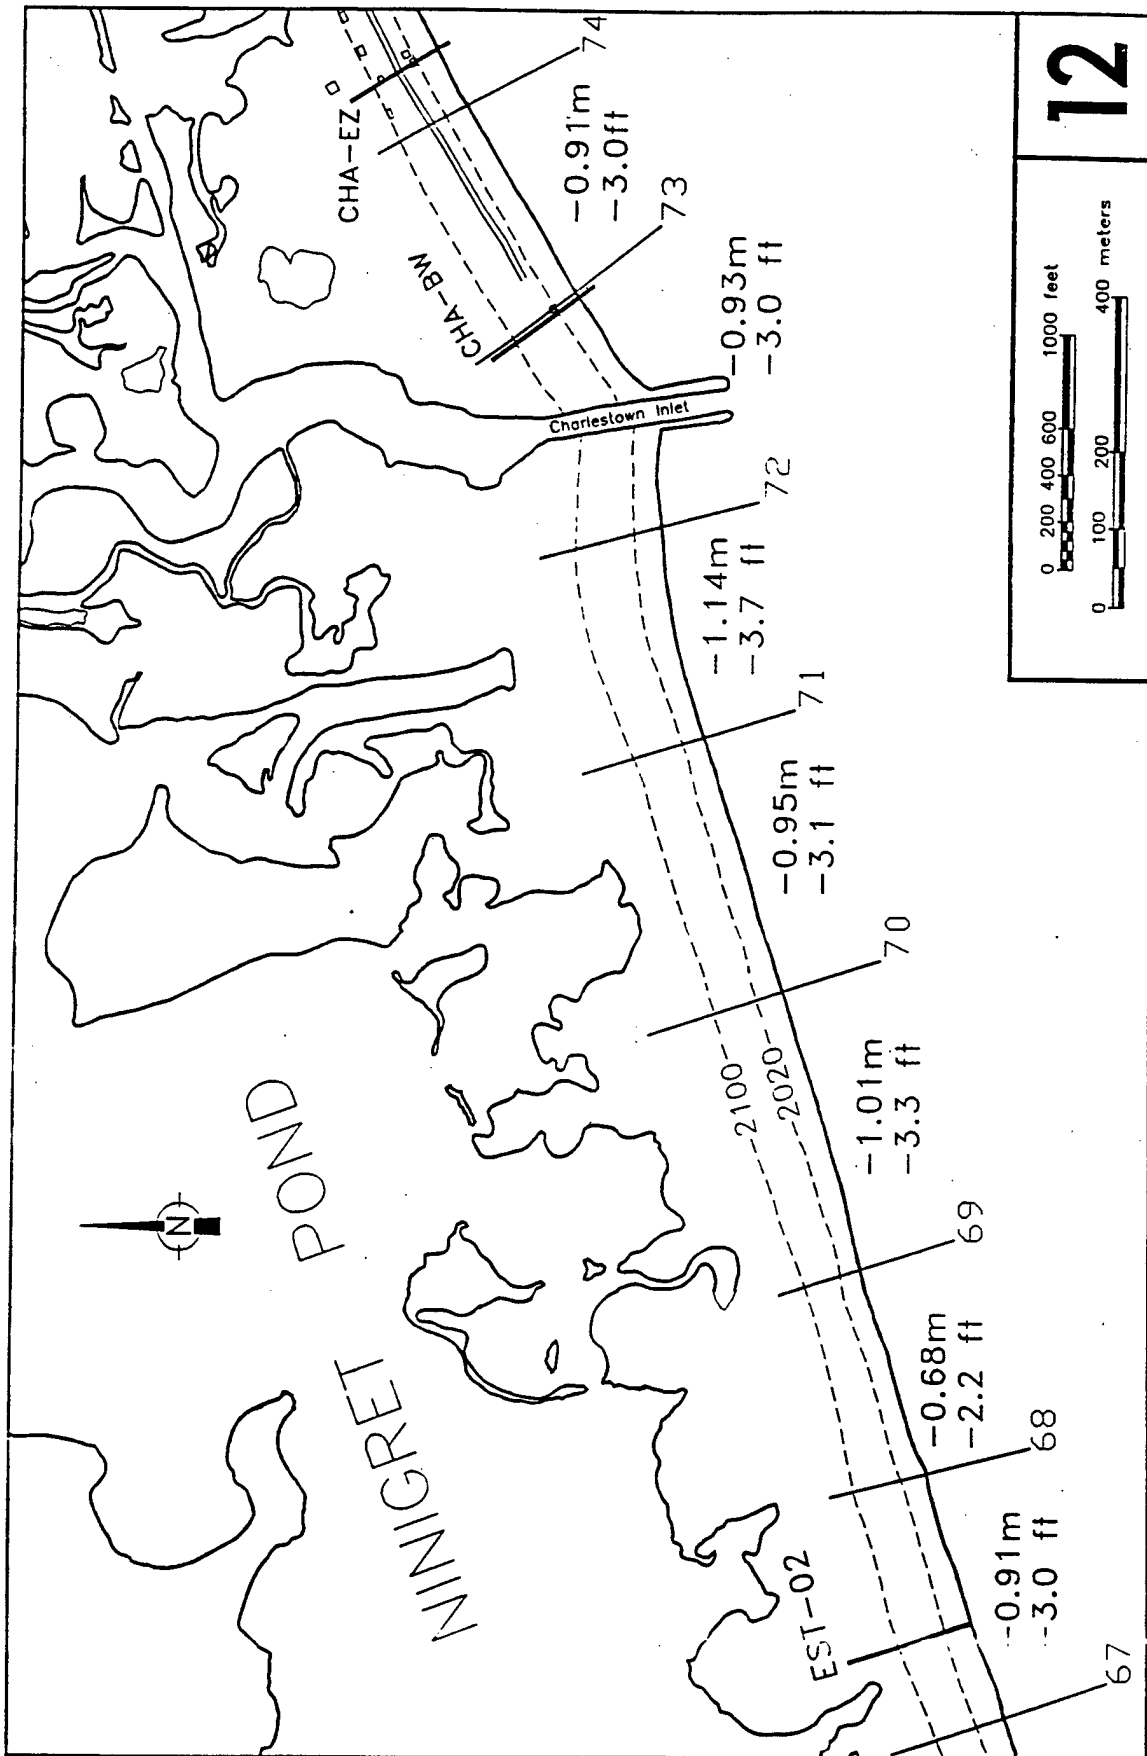 12
0 200 400 600 1000 feet
0 100 200 400 meters
74
CHA-EZ
-0.91m
-3.0ft
73
CHA-BW
-0.93m
-3.0 ft
Charlestown Inlet
72
-1.14m
-3.7 ft
71
-0.95m
-3.1 ft
70
2100
2020
-1.01m
-3.3 ft
69
N
NINIGRET POND
-0.68m
-2.2 ft
68
EST-02
-0.91m
-3.0 ft
67